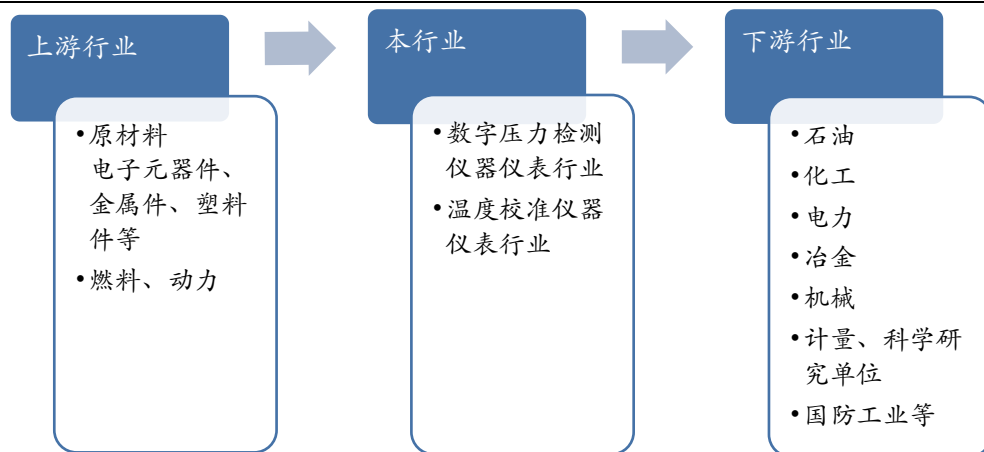 上游行业
•原材料
电子元器件、
金属件、塑料
件等
•燃料、动力
本行业
•数字压力检测
仪器仪表行业
•温度校准仪器
仪表行业
下游行业
•石油
•化工
•电力
•冶金
•机械
•计量、科学研
究单位
•国防工业等